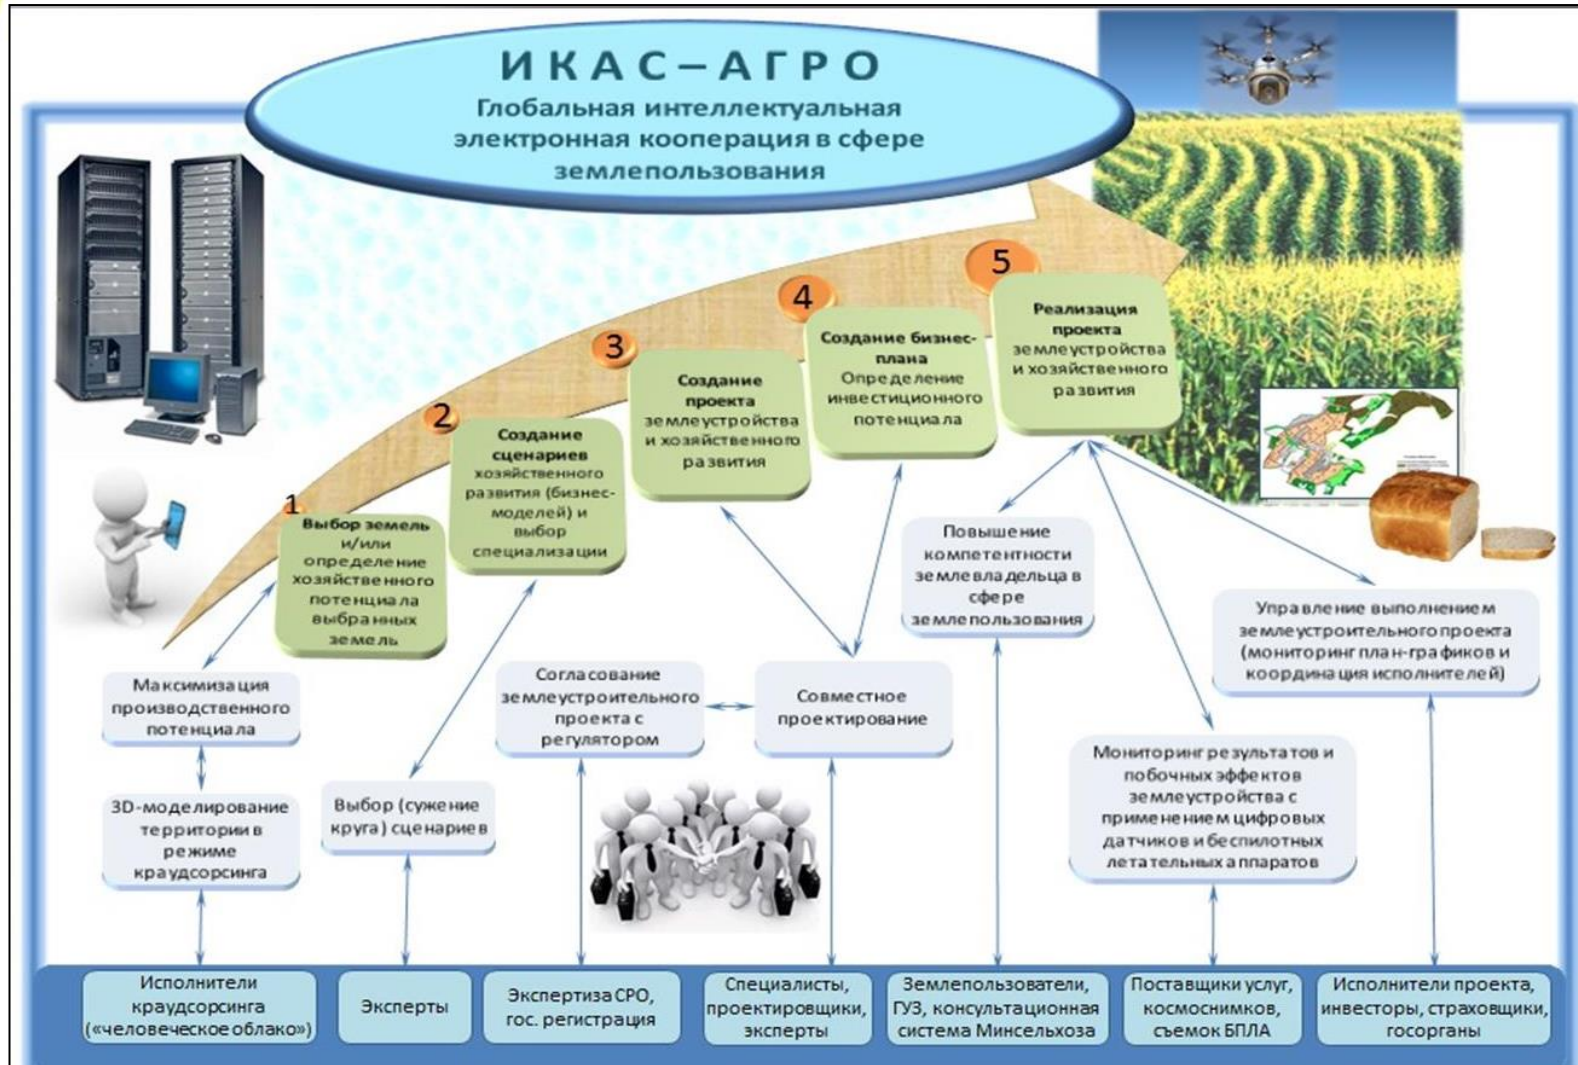 ИКАС–АГРО
Глобальная интеллектуальная
электронная кооперация в сфере
землепользования
1
Выбор земель
и/или
определение
хозяйственного
потенциала
выбранных
земель
2
Создание
сценариев
хозяйственного
развития (бизнес-
моделей) и
выбор
специализации
3
Создание
проекта
землеустройства
и хозяйственного
развития
4
Создание бизнес-
плана
Определение
инвестиционного
потенциала
5
Реализация
проекта
землеустройства
и хозяйственного
развития
Максимизация
производственного
потенциала
3D-моделирование
территории в
режиме
краудсорсинга
Выбор (сужение
круга) сценариев
Согласование
землеустроительного
проекта с
регулятором
Совместное
проектирование
Повышение
компетентности
землевладельца в
сфере
землепользования
Мониторинг результатов и
побочных эффектов
землеустройства с
применением цифровых
датчиков и беспилотных
летательных аппаратов
Управление выполнением
землеустроительного проекта
(мониторинг план-графиков и
координация исполнителей)
Исполнители
краудсорсинга
(«человеческое облако»)
Эксперты
Экспертиза СРО,
гос. регистрация
Специалисты,
проектировщики,
эксперты
Землепользователи,
ГУЗ, консультационная
система Минсельхоза
Поставщики услуг,
космоснимков,
съемок БПЛА
Исполнители проекта,
инвесторы, страховщики,
госорганы